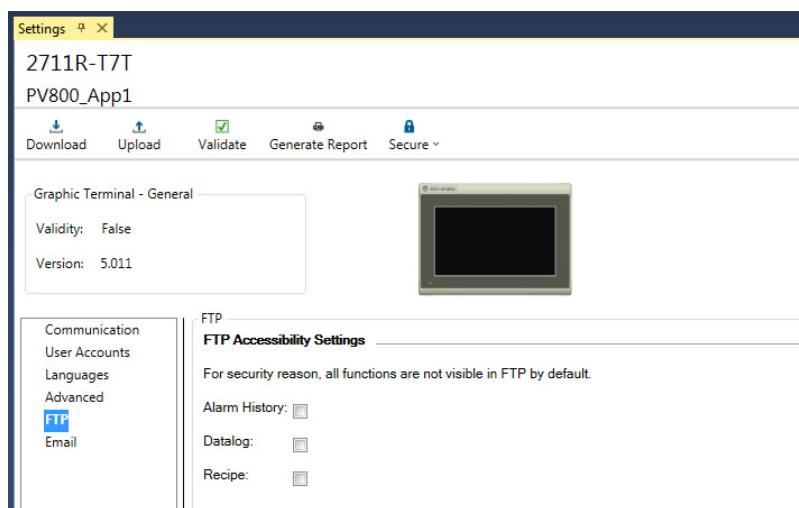 Settings
2711R-T7T
PV800_App1
Download Upload Validate Generate Report Secure
Graphic Terminal - General
Validity: False
Version: 5.011
Communication
User Accounts
Languages
Advanced
FTP
Email
FTP
FTP Accessibility Settings
For security reason, all functions are not visible in FTP by default.
Alarm History:
Datalog:
Recipe: